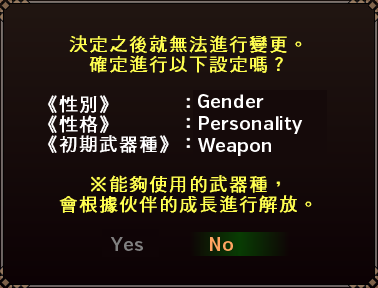 決定之後就無法進行變更。
確定進行以下設定嗎？
《性別》 ：Gender
《性格》 ：Personality
《初期武器種》：Weapon
※能夠使用的武器種，
會根據伙伴的成長進行解放。
Yes No